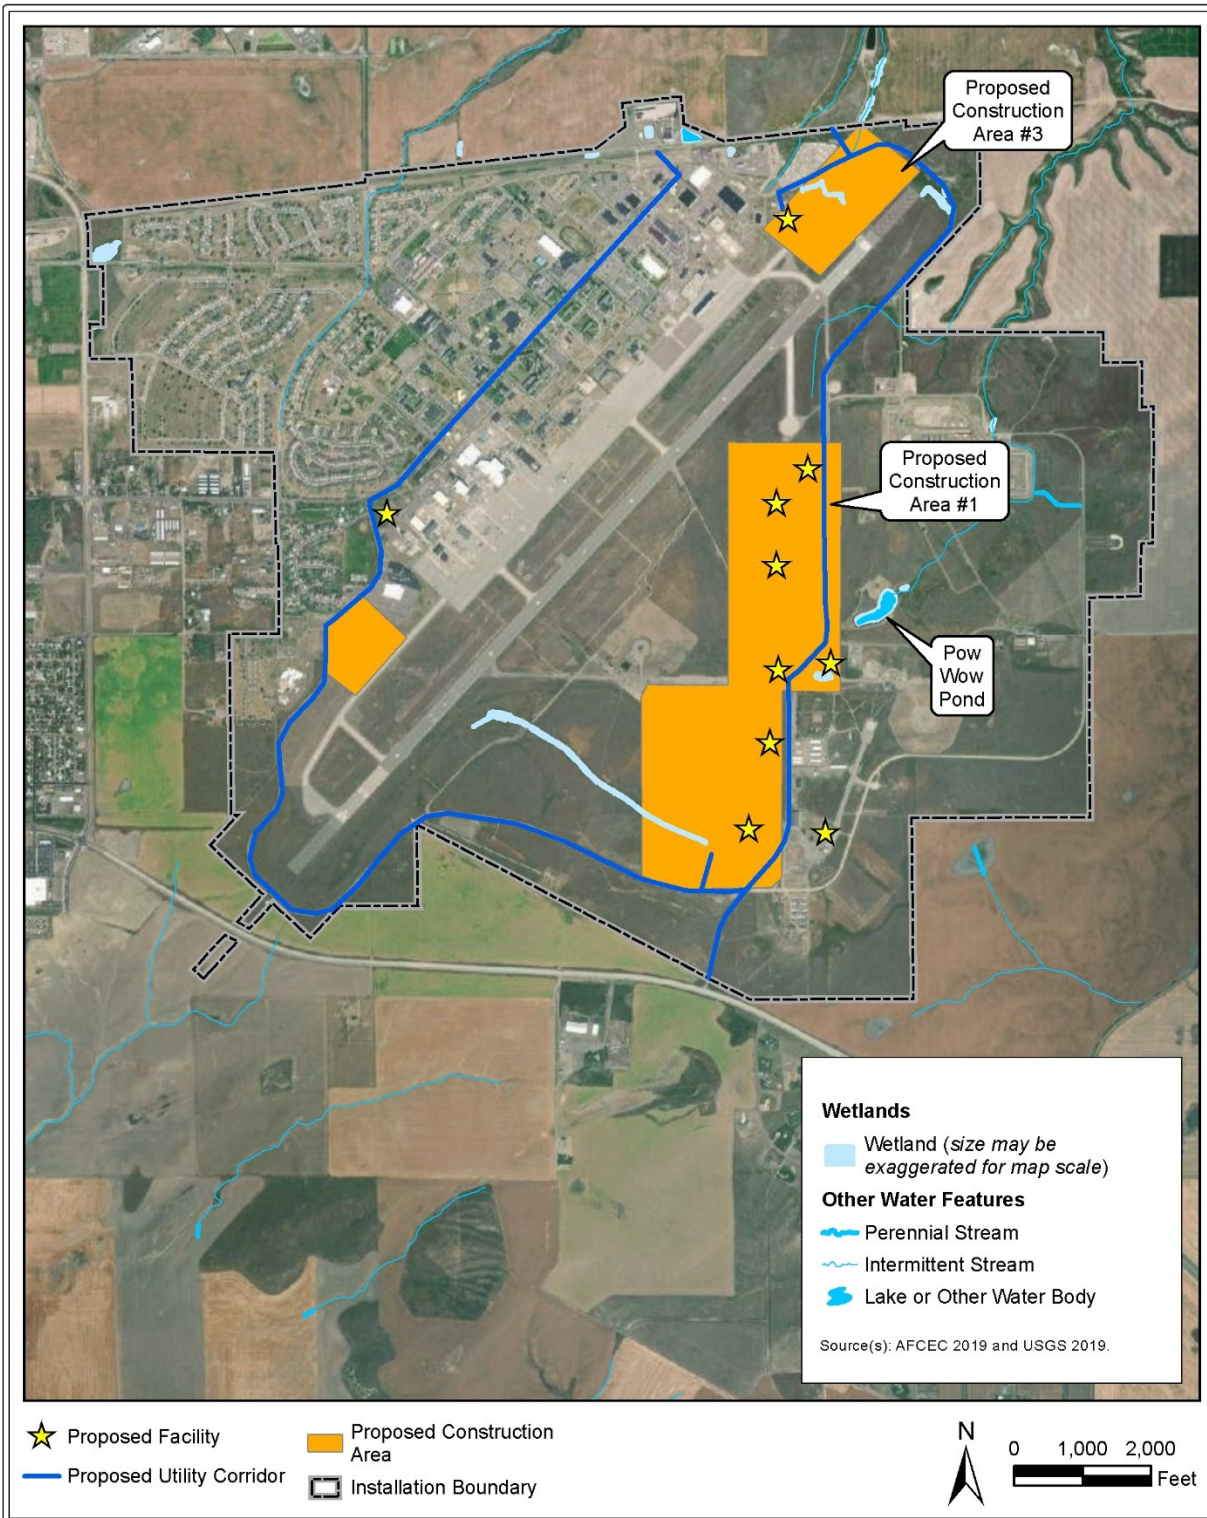 Proposed
Construction
Area #3
Proposed
Construction
Area #1
Pow
Wow
Pond
Wetlands
Wetland (size may be
exaggerated for map scale)
Other Water Features
Perennial Stream
Intermittent Stream
Lake or Other Water Body
Source(s): AFCEC 2019 and USGS 2019.
Proposed Facility
Proposed Utility Corridor
Proposed Construction
Area
Installation Boundary
N
0 1,000 2,000
Feet